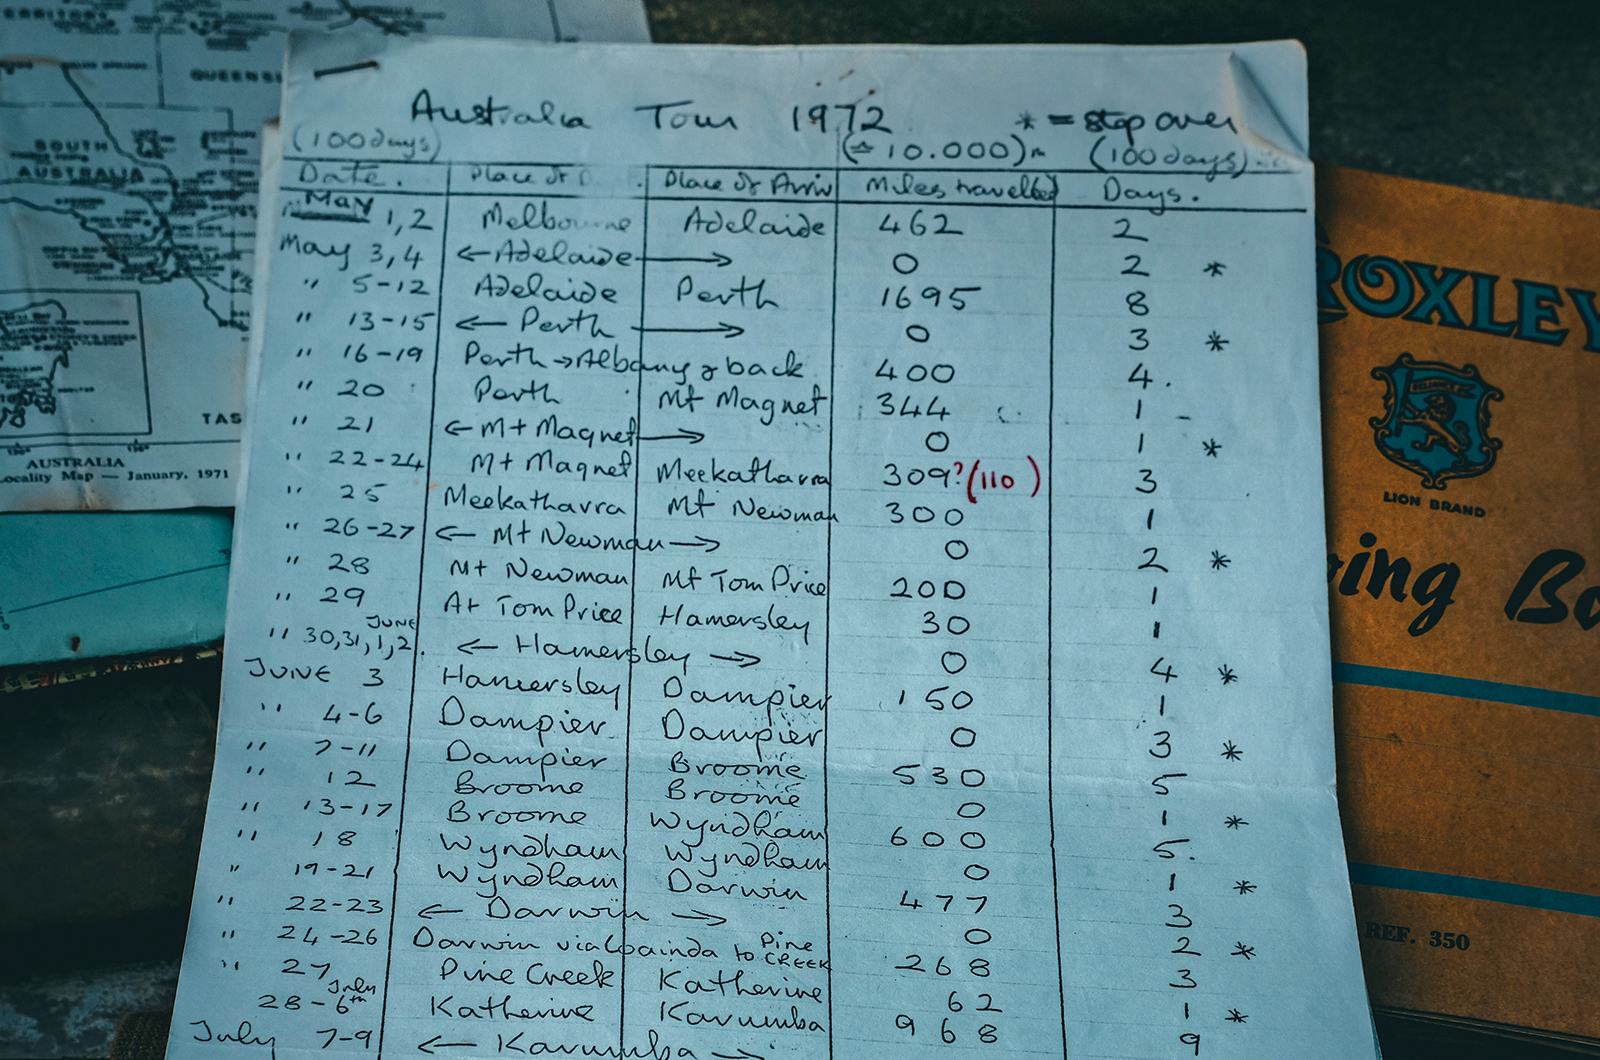 QUEENSL
SOUTH
AUSTRALIA
TAS
AUSTRALIA
ocality Map — January, 1971
Australia Tour 1972 * = stop over
(100 days) (≏ 10.000)m (100 days)
Date. Place of D Place of Arriv Miles travelled Days.
May 1,2 Melbourne Adelaide 462 2
May 3,4 ← Adelaide → 0 2 *
" 5-12 Adelaide Perth 1695 8
" 13-15 ← Perth → 0 3 *
" 16-19 Perth → Albany & back 400 4.
" 20 Perth Mt Magnet 344 1
" 21 ← Mt Magnet → 0 1 *
" 22-24 Mt Magnet Meekatharra 309?(110) 3
" 25 Meekatharra Mt Newman 300 1
" 26-27 ← Mt Newman → 0 2 *
" 28 Mt Newman Mt Tom Price 200 1
" 29 At Tom Price Hamersley 30 1
" 30,31, JUNE 1,2. ← Hamersley → 0 4 *
JUNE 3 Hamersley Dampier 150 1
" 4-6 Dampier Dampier 0 3 *
" 7-11 Dampier Broome 530 5
" 12 Broome Broome 0 1 *
" 13-17 Broome Wyndham 600 5.
" 18 Wyndham Wyndham 0 1 *
" 19-21 Wyndham Darwin 477 3
" 22-23 ← Darwin → 0 2 *
" 24-26 Darwin via to Pine CREEK 268 3
" 27 Pine Creek Katherine 62 1 *
28 - July 6th Katherine Karumba 968 9
July 7-9 ← Karumba →
ROXLEY
RELIANCE
LION BRAND
ing Bo
REF. 350